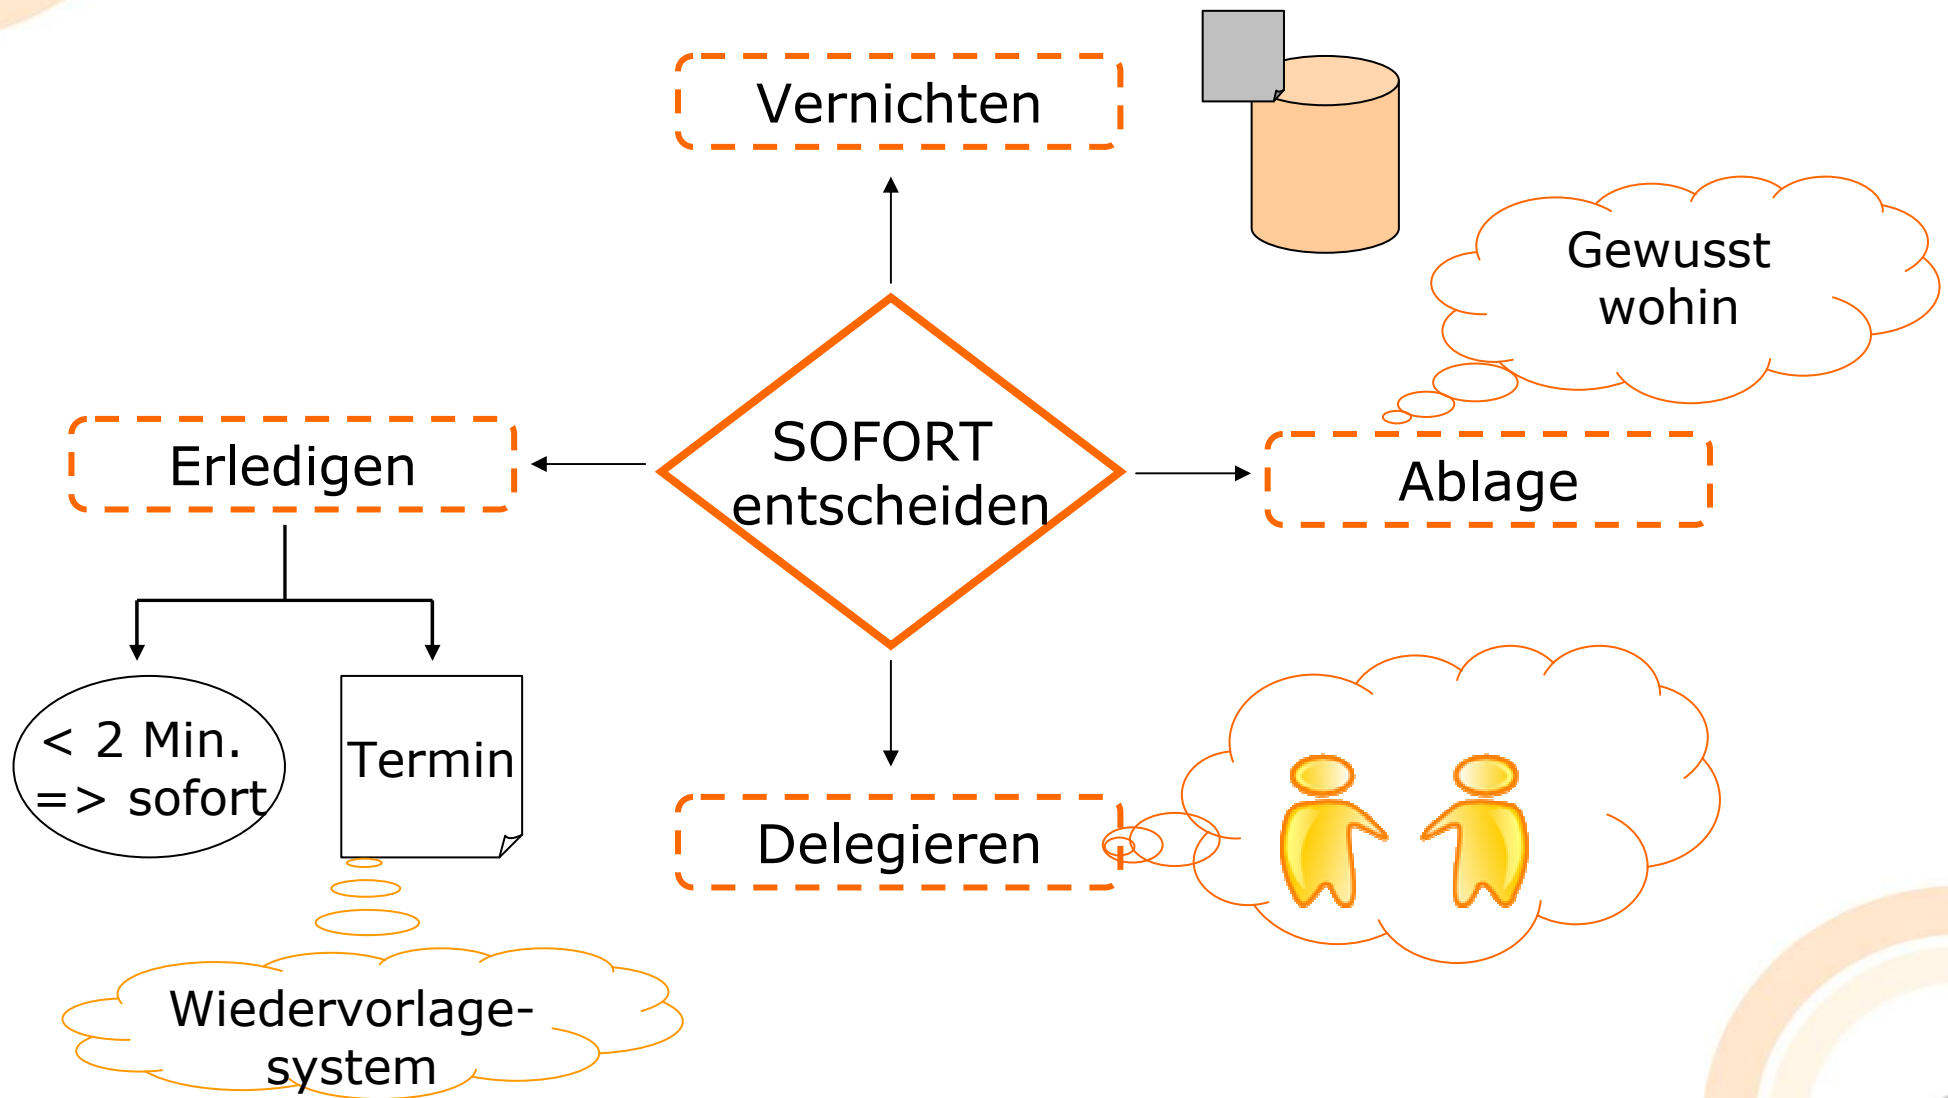 Vernichten
Gewusst
wohin
SOFORT
entscheiden
Erledigen
Ablage
< 2 Min.
=> sofort
Termin
Delegieren
Wiedervorlage-
system